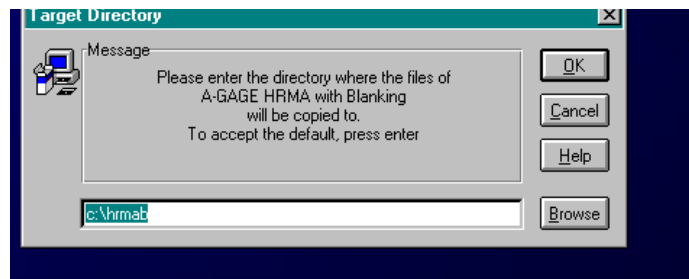 Target Directory
Message
Please enter the directory where the files of
A-GAGE HRMA with Blanking
will be copied to.
To accept the default, press enter
OK
Cancel
Help
c:\hrmab
Browse